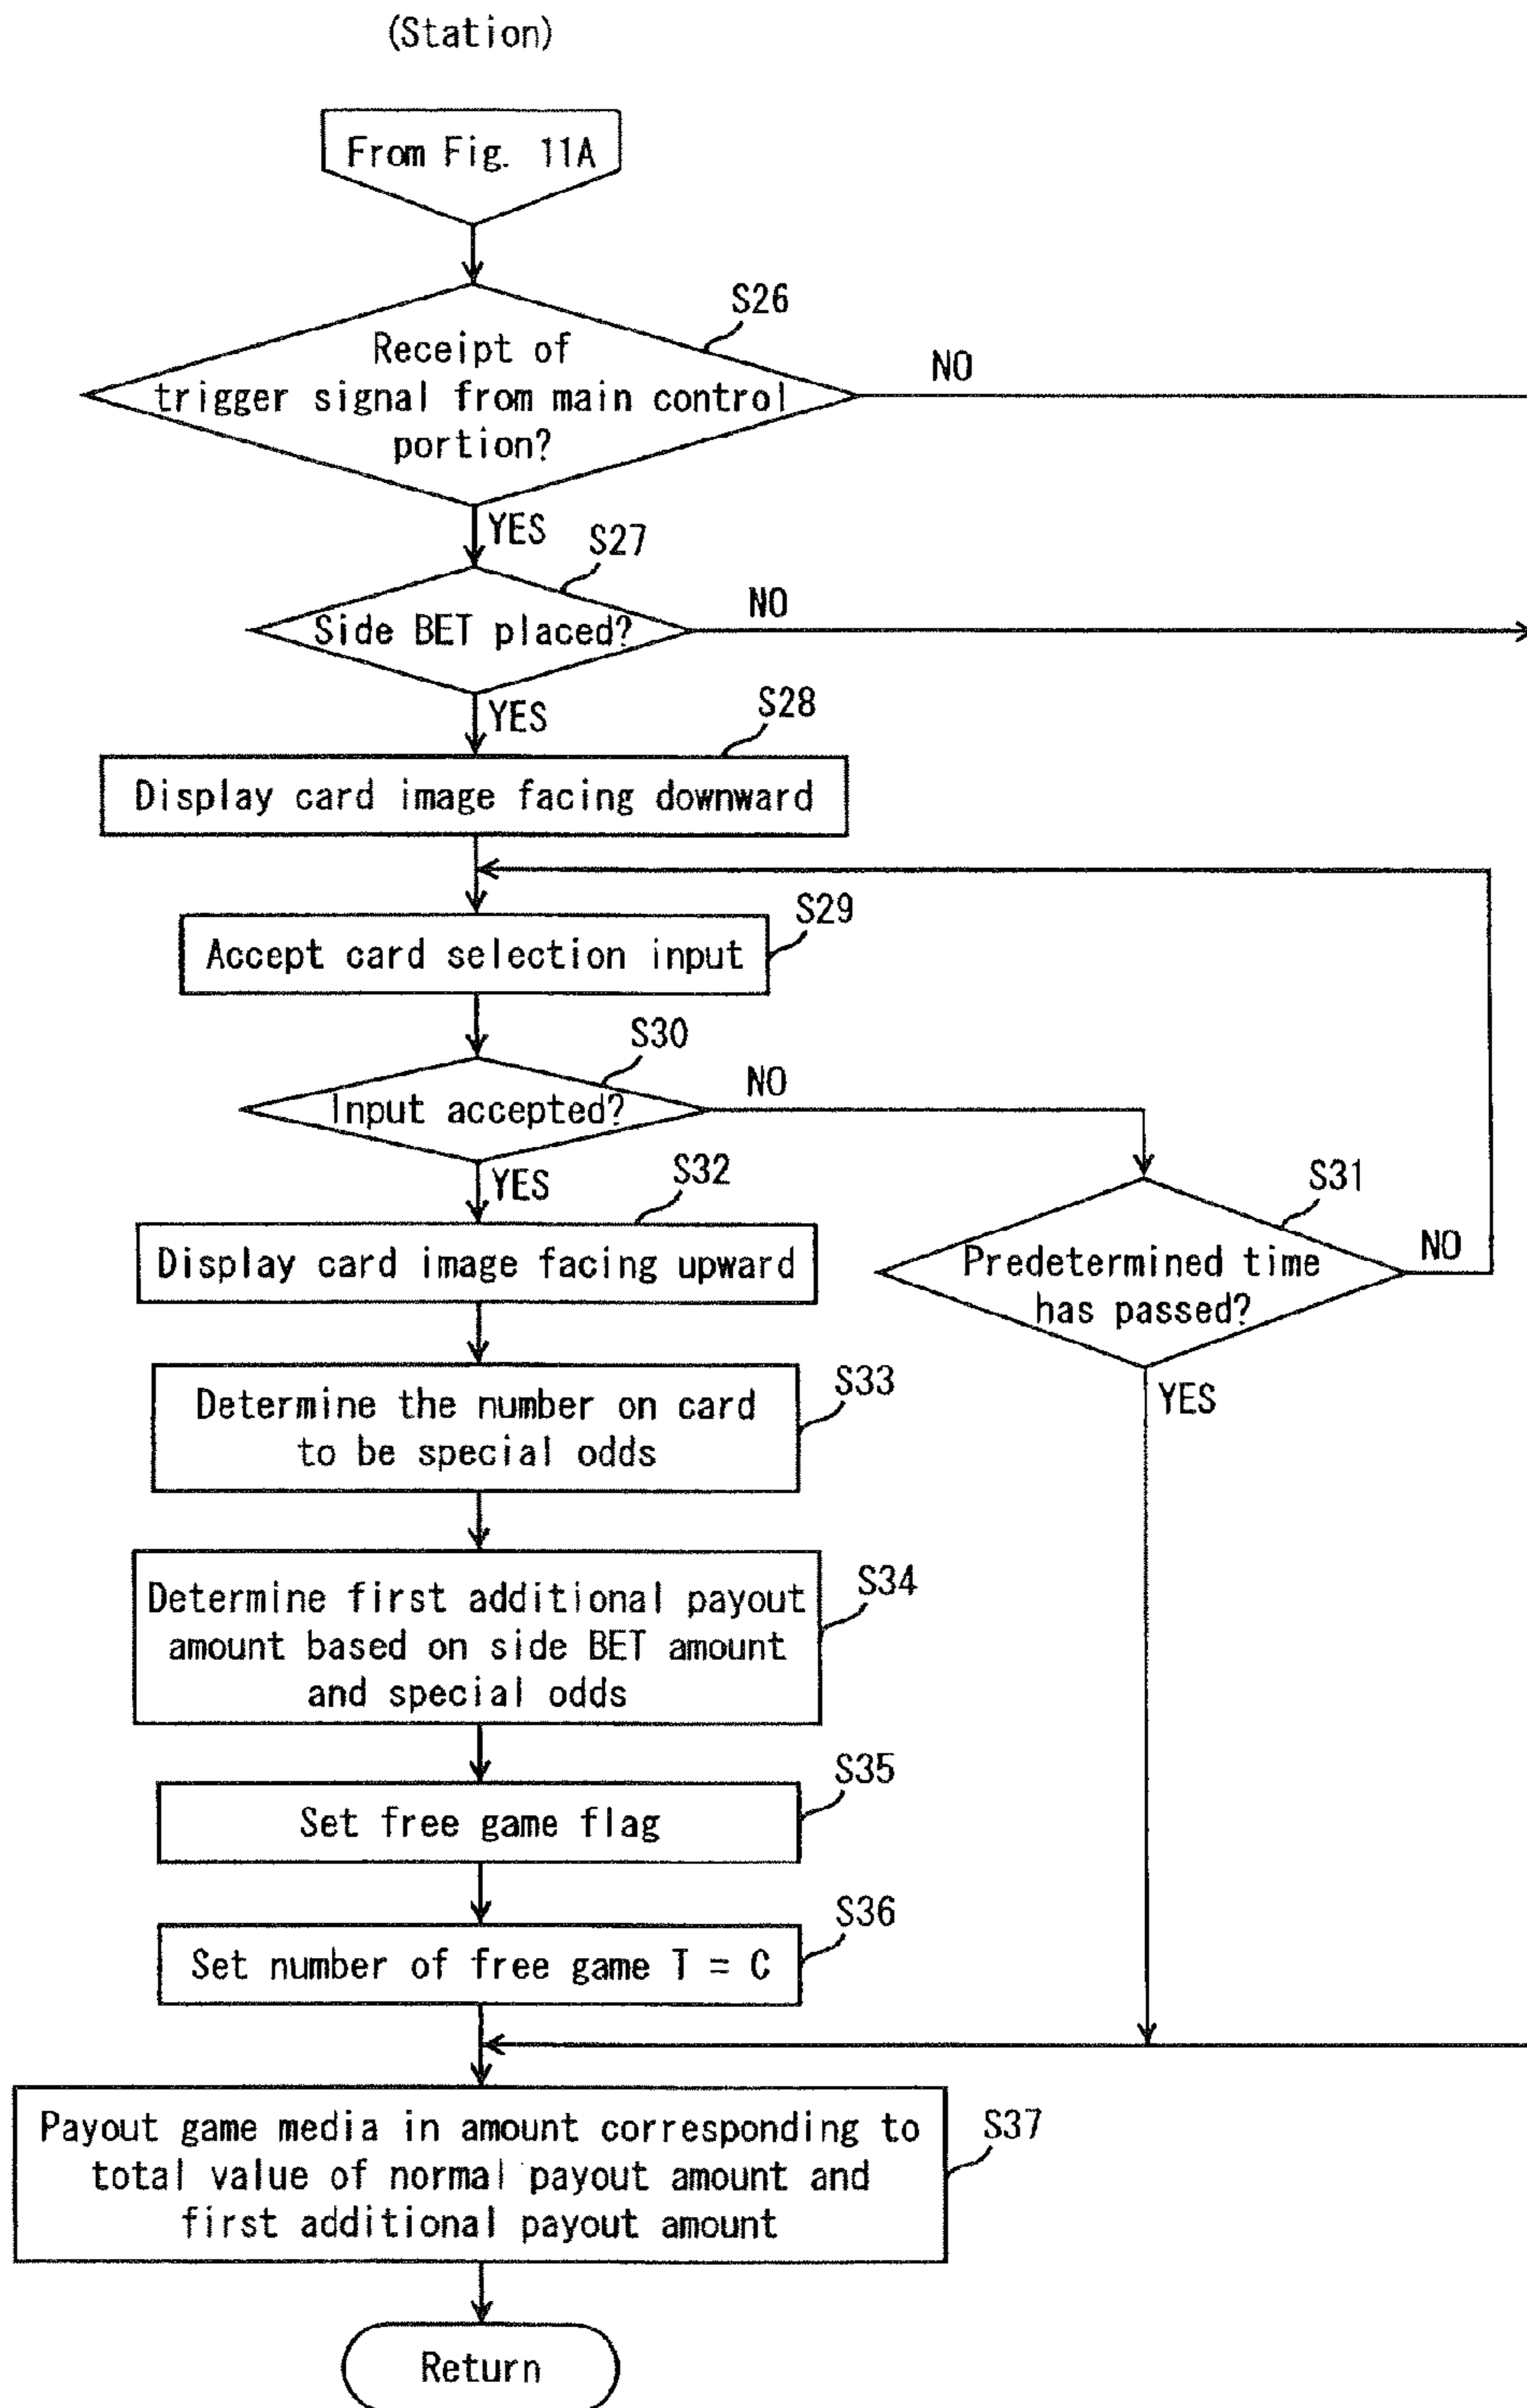 (Station)
From Fig. 11A
S26
Receipt of
trigger signal from main control
portion?
NO
YES
S27
Side BET placed?
NO
YES
S28
Display card image facing downward
S29
Accept card selection input
S30
Input accepted?
NO
YES
S31
Predetermined time
has passed?
NO
YES
S32
Display card image facing upward
S33
Determine the number on card
to be special odds
S34
Determine first additional payout
amount based on side BET amount
and special odds
S35
Set free game flag
S36
Set number of free game T = C
S37
Payout game media in amount corresponding to
total value of normal payout amount and
first additional payout amount
Return